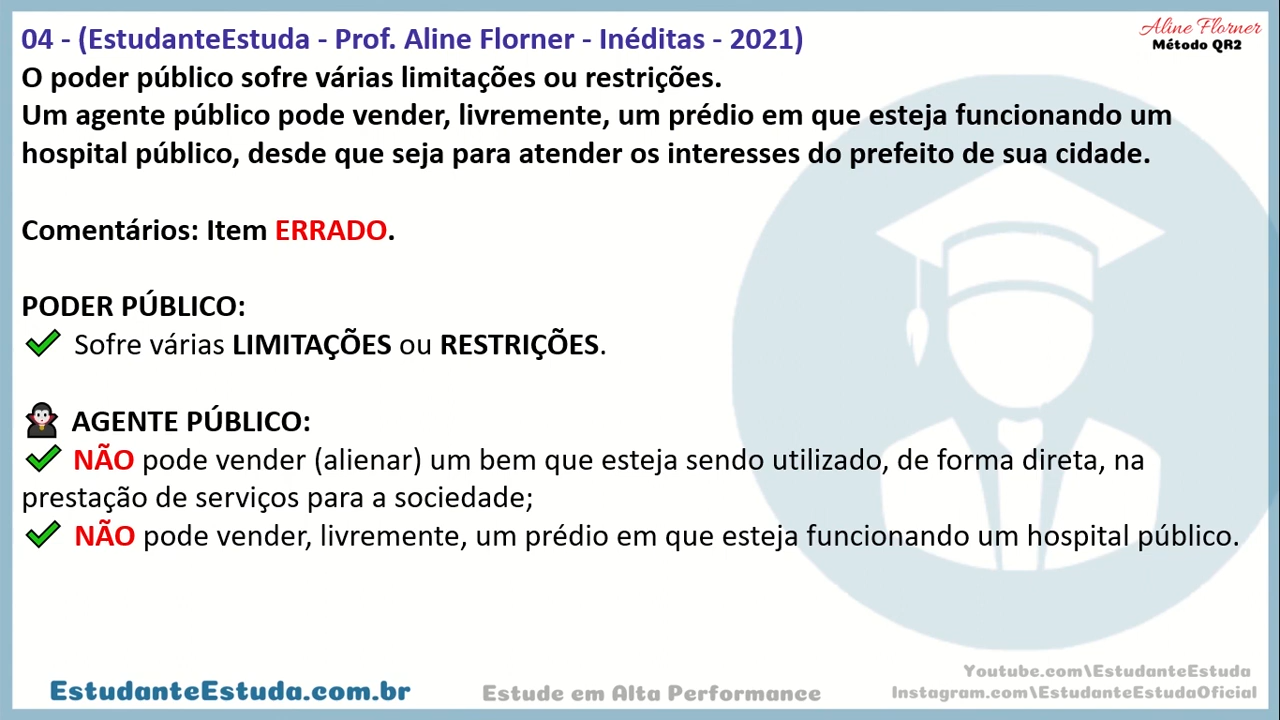 Aline Florner
Método QR2
04 - (EstudanteEstuda - Prof. Aline Florner - Inéditas - 2021)
O poder público sofre várias limitações ou restrições.
Um agente público pode vender, livremente, um prédio em que esteja funcionando um
hospital público, desde que seja para atender os interesses do prefeito de sua cidade.
Comentários: Item ERRADO.
PODER PÚBLICO:
Sofre várias LIMITAÇÕES ou RESTRIÇÕES.
AGENTE PÚBLICO:
NÃO pode vender (alienar) um bem que esteja sendo utilizado, de forma direta, na
prestação de serviços para a sociedade;
NÃO pode vender, livremente, um prédio em que esteja funcionando um hospital público.
EstudanteEstuda.com.br
Estude em Alta Performance
Youtube.com\EstudanteEstuda
Instagram.com\EstudanteEstudaOficial